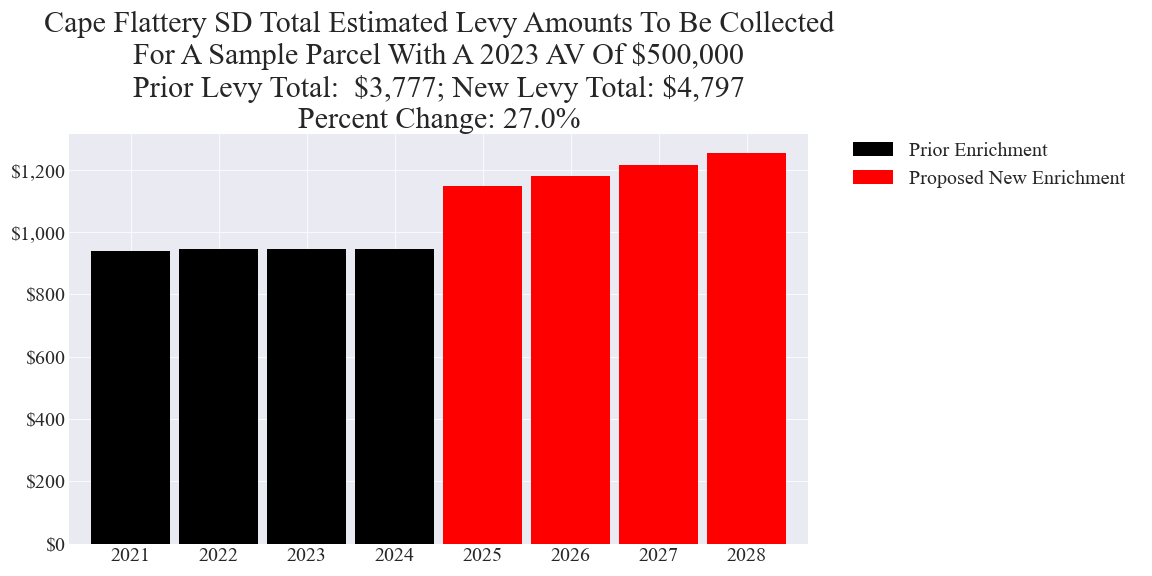 Cape Flattery SD Total Estimated Levy Amounts To Be Collected
For A Sample Parcel With A 2023 AV Of $500,000
Prior Levy Total:  $3,777; New Levy Total: $4,797
Percent Change: 27.0%
Prior Enrichment
Proposed New Enrichment
$1,200
$1,000
$800
$600
$400
$200
$0
2021 2022 2023 2024 2025 2026 2027 2028